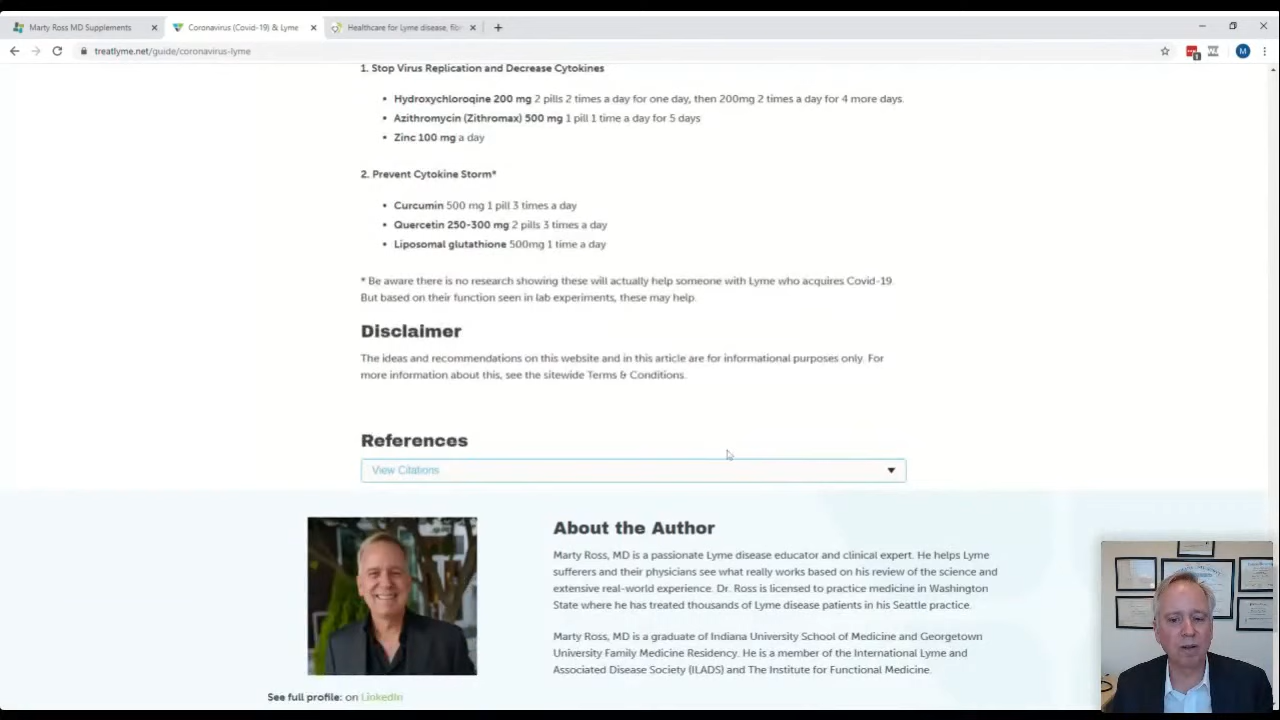 Marty Ross MD Supplements
Coronavirus (Covid-19) & Lyme
Healthcare for Lyme disease, fib
treatlyme.net/guide/coronavirus-lyme
M
1
1. Stop Virus Replication and Decrease Cytokines
• Hydroxychloroqine 200 mg 2 pills 2 times a day for one day, then 200mg 2 times a day for 4 more days.
• Azithromycin (Zithromax) 500 mg 1 pill 1 time a day for 5 days
• Zinc 100 mg a day
2. Prevent Cytokine Storm*
• Curcumin 500 mg 1 pill 3 times a day
• Quercetin 250-300 mg 2 pills 3 times a day
• Liposomal glutathione 500mg 1 time a day
* Be aware there is no research showing these will actually help someone with Lyme who acquires Covid-19.
But based on their function seen in lab experiments, these may help.
Disclaimer
The ideas and recommendations on this website and in this article are for informational purposes only. For
more information about this, see the sitewide Terms & Conditions.
References
View Citations
About the Author
Marty Ross, MD is a passionate Lyme disease educator and clinical expert. He helps Lyme
sufferers and their physicians see what really works based on his review of the science and
extensive real-world experience. Dr. Ross is licensed to practice medicine in Washington
State where he has treated thousands of Lyme disease patients in his Seattle practice.
Marty Ross, MD is a graduate of Indiana University School of Medicine and Georgetown
University Family Medicine Residency. He is a member of the International Lyme and
Associated Disease Society (ILADS) and The Institute for Functional Medicine.
See full profile: on LinkedIn